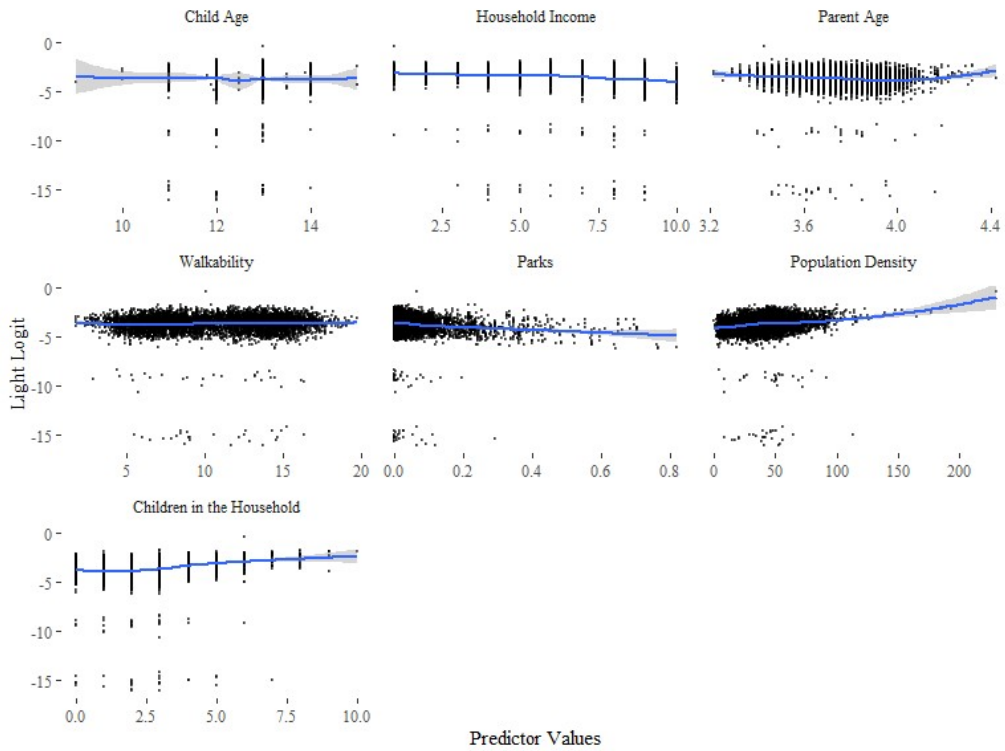 Child Age Household Income Parent Age
0
-5
-10
-15
10 12 14 2.5 5.0 7.5 10.0 3.2 3.6 4.0 4.4
Walkability Parks Population Density
0
-5
-10
-15
5 10 15 20 0.0 0.2 0.4 0.6 0.8 0 50 100 150 200
Light Logit
Children in the Household
0
-5
-10
-15
0.0 2.5 5.0 7.5 10.0
Predictor Values